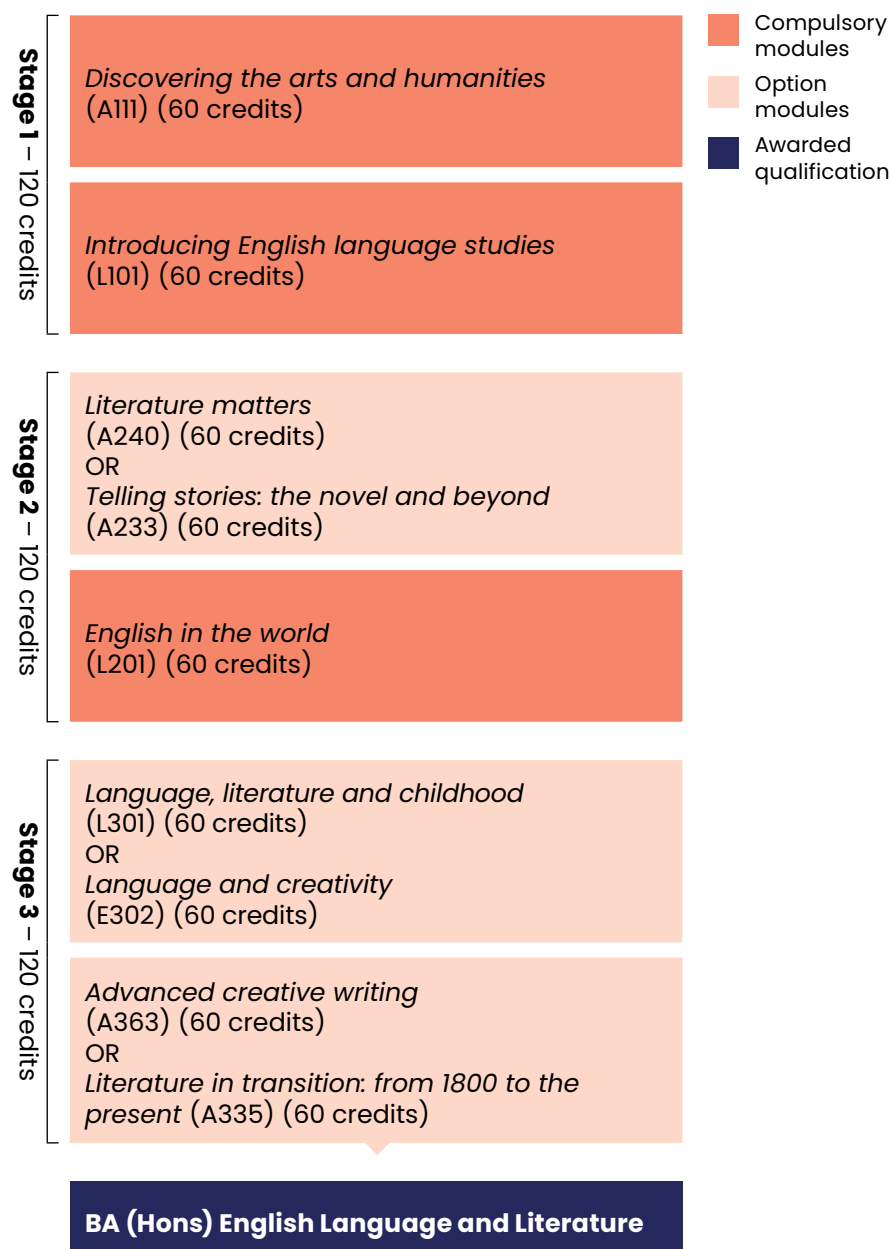 Compulsory
modules
Option
modules
Awarded
qualification
Stage 1 – 120 credits
Discovering the arts and humanities
(A111) (60 credits)
Introducing English language studies
(L101) (60 credits)
Stage 2 – 120 credits
Literature matters
(A240) (60 credits)
OR
Telling stories: the novel and beyond
(A233) (60 credits)
English in the world
(L201) (60 credits)
Stage 3 – 120 credits
Language, literature and childhood
(L301) (60 credits)
OR
Language and creativity
(E302) (60 credits)
Advanced creative writing
(A363) (60 credits)
OR
Literature in transition: from 1800 to the
present (A335) (60 credits)
BA (Hons) English Language and Literature